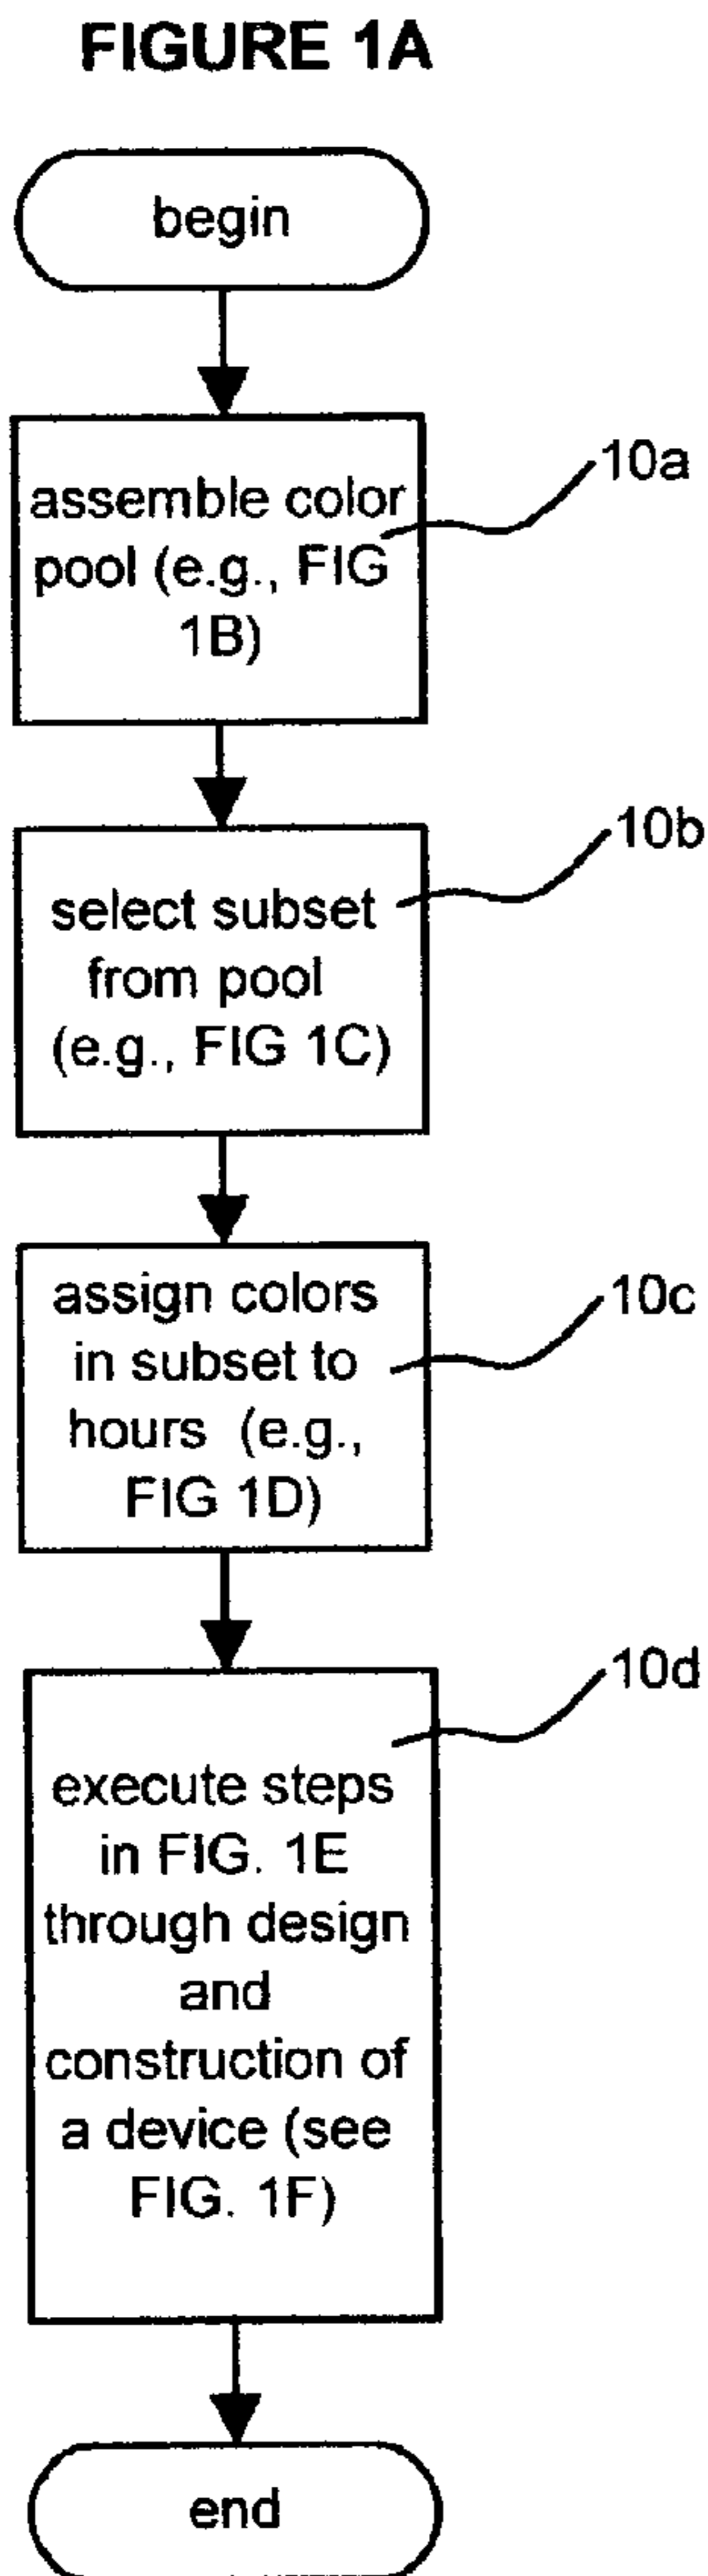 FIGURE 1A
begin
assemble color
pool (e.g., FIG
1B)
10a
select subset
from pool
(e.g., FIG 1C)
10b
assign colors
in subset to
hours (e.g.,
FIG 1D)
10c
execute steps
in FIG. 1E
through design
and
construction of
a device (see
FIG. 1F)
10d
end